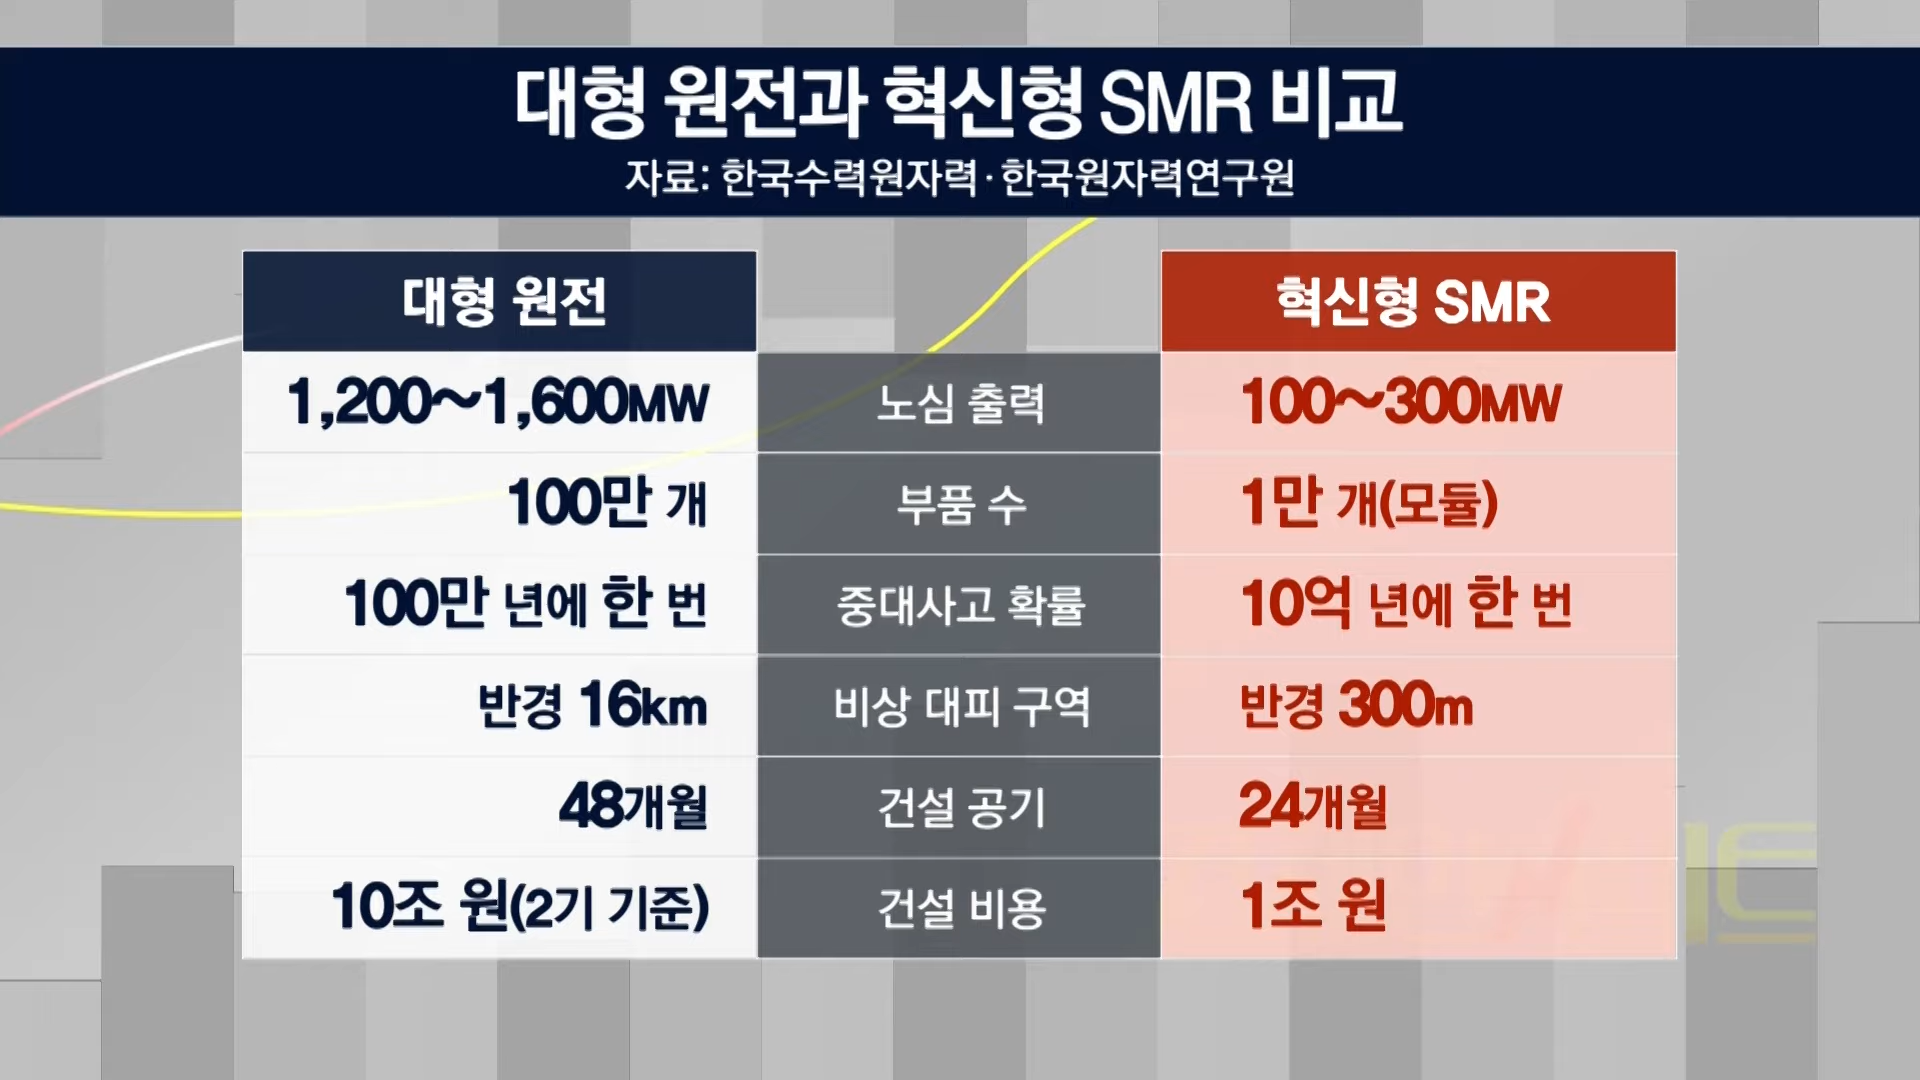 대형 원전과 혁신형 SMR 비교
자료: 한국수력원자력·한국원자력연구원
대형 원전 혁신형 SMR
1,200~1,600MW 노심 출력 100~300MW
100만 개 부품 수 1만 개(모듈)
100만 년에 한 번 중대사고 확률 10억 년에 한 번
반경 16km 비상 대피 구역 반경 300m
48개월 건설 공기 24개월
10조 원(2기 기준) 건설 비용 1조 원